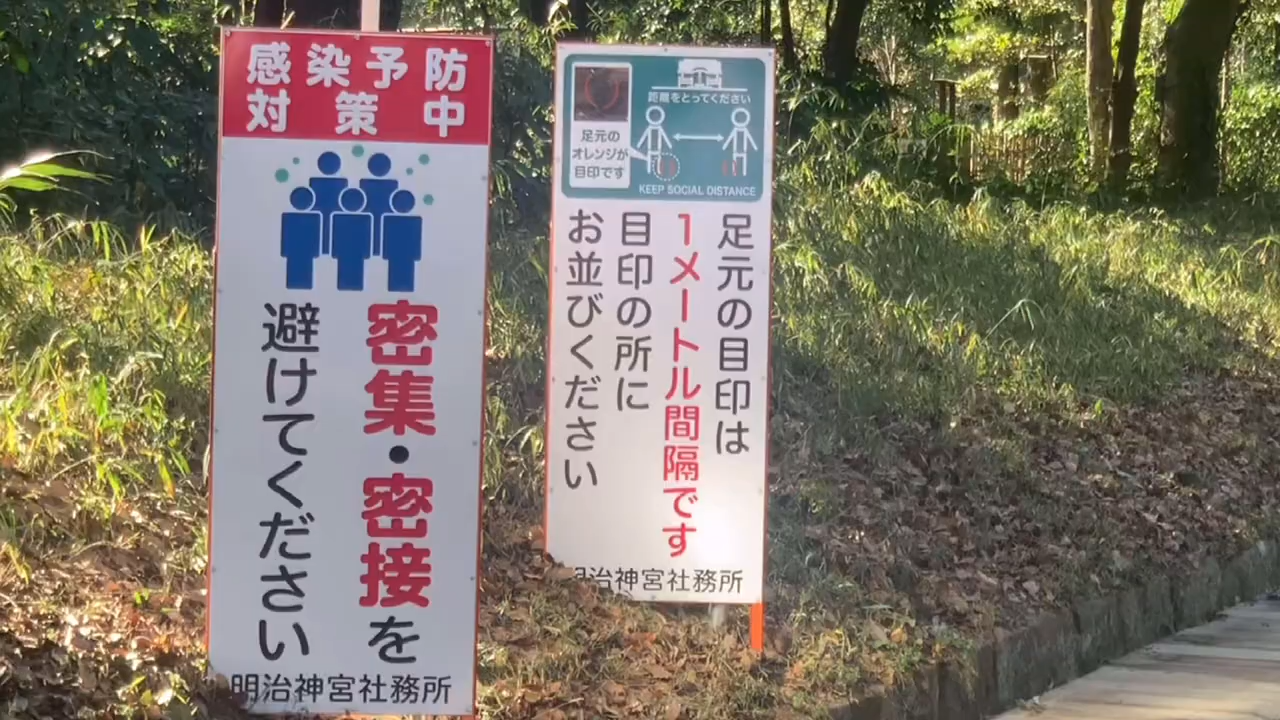 感染予防
対策中
密集・密接を
避けてください
明治神宮社務所
距離をとってください
足元の
オレンジが
目印です
KEEP SOCIAL DISTANCE
足元の目印は
1メートル間隔です
目印の所に
お並びください
明治神宮社務所